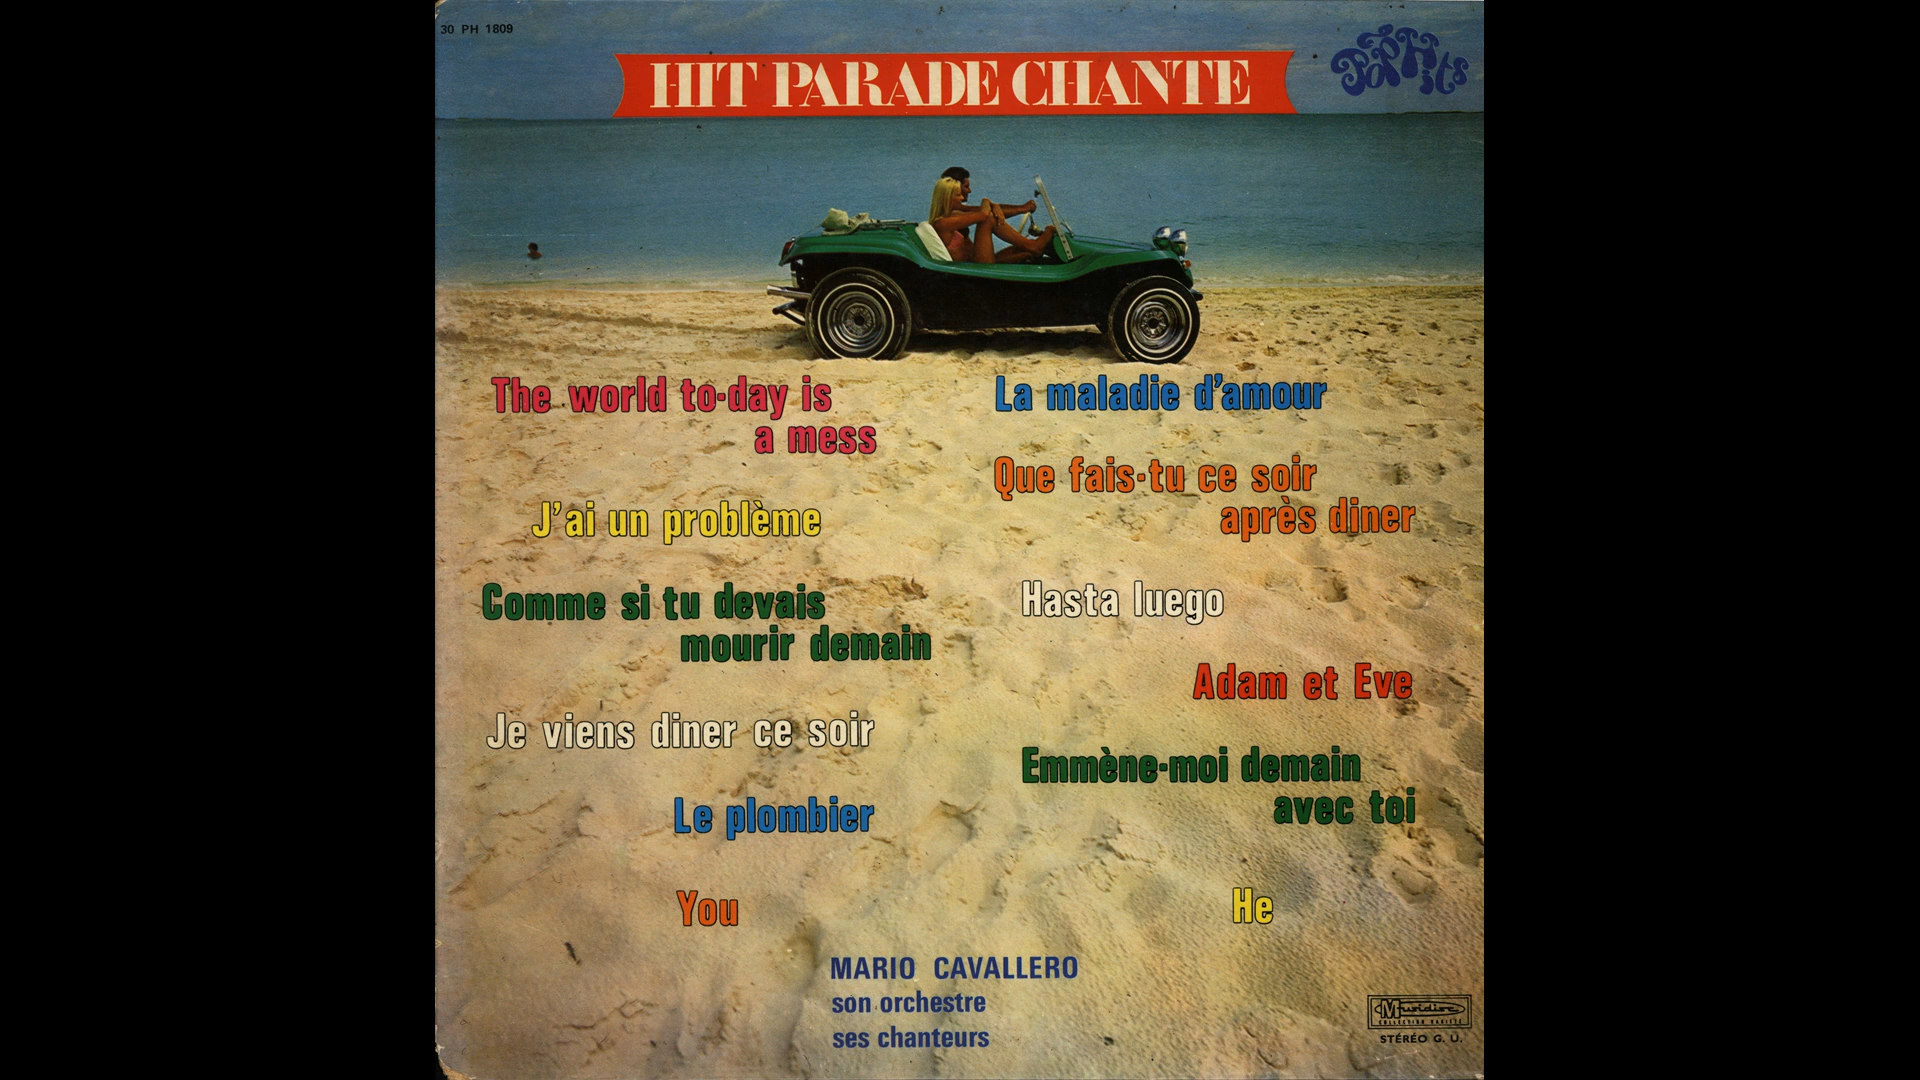 30 PH 1809
HIT PARADE CHANTE
Pop Hits
The world to-day is
a mess
J'ai un problème
Comme si tu devais
mourir demain
Je viens diner ce soir
Le plombier
You
La maladie d'amour
Que fais-tu ce soir
après diner
Hasta luego
Adam et Eve
Emmène-moi demain
avec toi
He
MARIO CAVALLERO
son orchestre
ses chanteurs
Musidisc
COLLECTION VARIETE
STÉRÉO G. U.